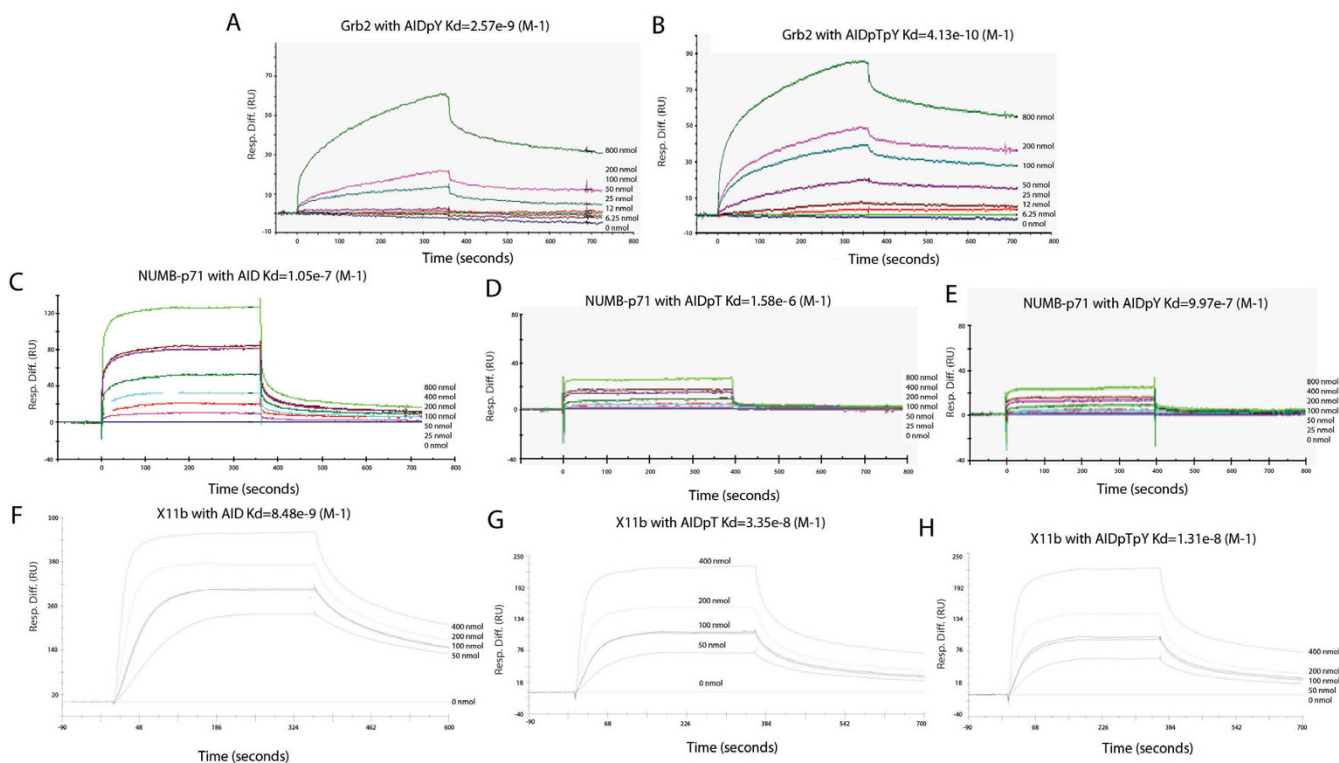 A
Grb2 with AIDpY Kd=2.57e-9 (M-1)
Resp. Diff. (RU)
70
50
30
10
0
-10
0
100
200
300
400
500
600
700
800
800 nmol
200 nmol
100 nmol
50 nmol
25 nmol
12 nmol
6.25 nmol
0 nmol
Time (seconds)
B
Grb2 with AIDpTpY Kd=4.13e-10 (M-1)
Resp. Diff. (RU)
90
70
50
30
10
0
-10
0
100
200
300
400
500
600
700
800
800 nmol
200 nmol
100 nmol
50 nmol
25 nmol
12 nmol
6.25 nmol
0 nmol
Time (seconds)
C
NUMB-p71 with AID Kd=1.05e-7 (M-1)
Resp. Diff. (RU)
120
80
40
0
-40
0
100
200
300
400
500
600
700
800
800 nmol
400 nmol
200 nmol
100 nmol
50 nmol
25 nmol
0 nmol
Time (seconds)
D
NUMB-p71 with AIDpT Kd=1.58e-6 (M-1)
Resp. Diff. (RU)
80
40
20
0
-40
0
100
200
300
400
500
600
700
800
800 nmol
400 nmol
200 nmol
100 nmol
50 nmol
25 nmol
0 nmol
Time (seconds)
E
NUMB-p71 with AIDpY Kd=9.97e-7 (M-1)
Resp. Diff. (RU)
80
40
20
0
-40
0
100
200
300
400
500
600
700
800
800 nmol
400 nmol
200 nmol
100 nmol
50 nmol
25 nmol
0 nmol
Time (seconds)
F
X11b with AID Kd=8.48e-9 (M-1)
Resp. Diff. (RU)
500
380
260
140
20
-90
48
186
324
462
600
400 nmol
200 nmol
100 nmol
50 nmol
0 nmol
Time (seconds)
G
X11b with AIDpT Kd=3.35e-8 (M-1)
Resp. Diff. (RU)
250
192
134
76
18
-40
-90
68
226
384
542
700
400 nmol
200 nmol
100 nmol
50 nmol
0 nmol
Time (seconds)
H
X11b with AIDpTpY Kd=1.31e-8 (M-1)
Resp. Diff. (RU)
250
192
134
76
18
-40
-90
68
226
384
542
700
400 nmol
200 nmol
100 nmol
50 nmol
0 nmol
Time (seconds)